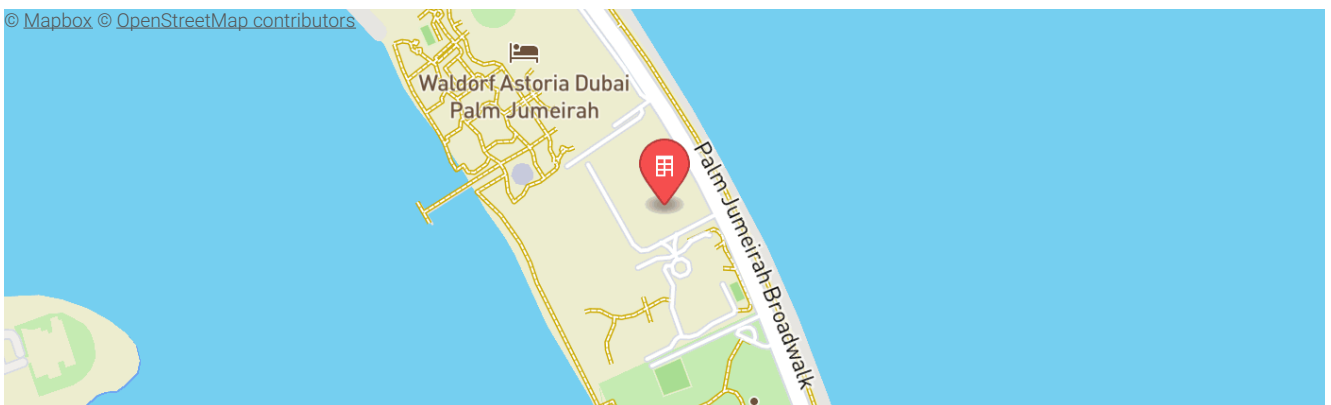 © Mapbox © OpenStreetMap contributors
Waldorf Astoria Dubai
Palm Jumeirah
Palm Jumeirah Broadwalk